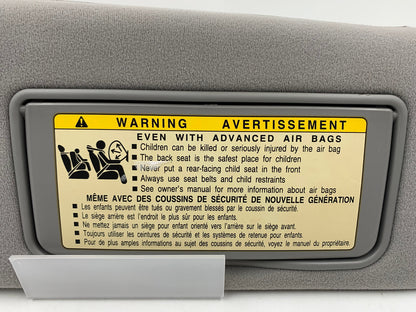 WARNING AVERTISSEMENT
EVEN WITH ADVANCED AIR BAGS
▪ Children can be killed or seriously injured by the air bag
▪ The back seat is the safest place for children
▪ Never put a rear-facing child seat in the front
▪ Always use seat belts and child restraints
▪ See owner's manual for more information about air bags
MÊME AVEC DES COUSSINS DE SÉCURITÉ DE NOUVELLE GÉNÉRATION
▪ Les enfants peuvent être tués ou gravement blessés par le coussin de sécurité.
▪ Le siège arrière est l'endroit le plus sûr pour les enfants.
▪ Ne mettez jamais un siège pour enfant orienté vers l'arrière sur le siège avant.
▪ Toujours utiliser les ceintures de sécurité et les systèmes de retenue pour enfants.
▪ Pour de plus amples informations au sujet des coussins de sécurité, voyez le manuel du propriétaire.